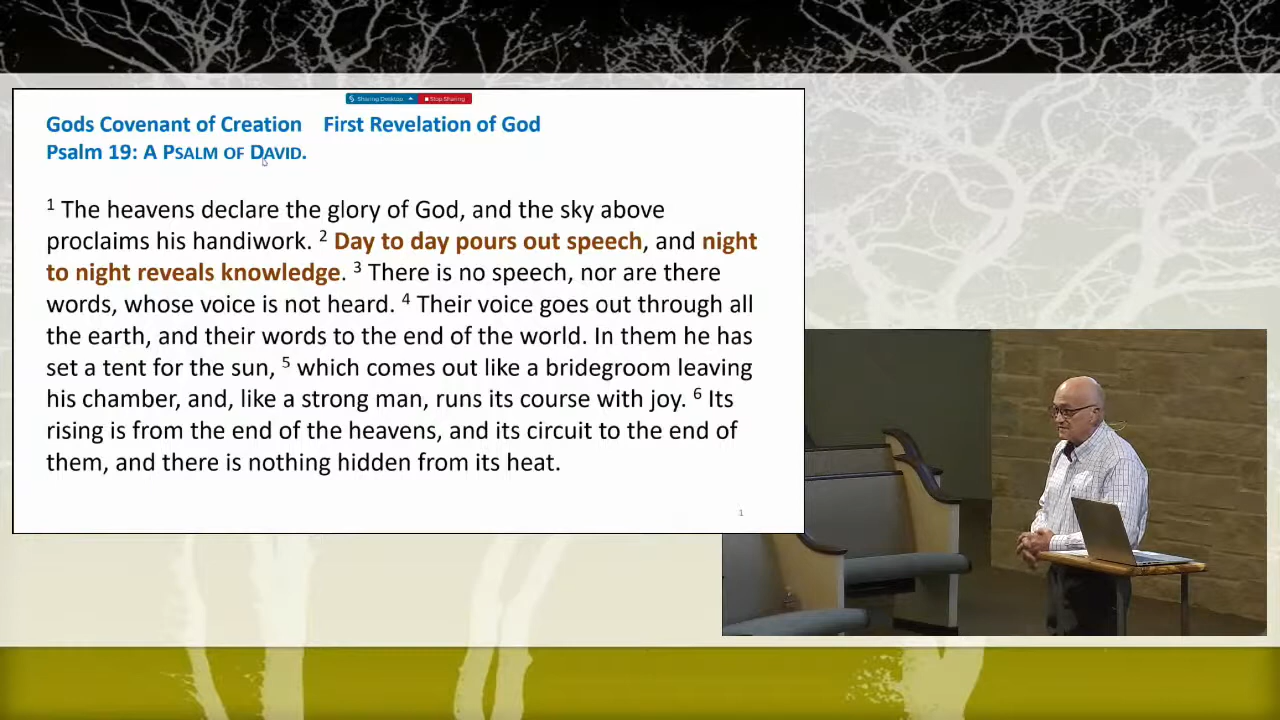 Sharing Desktop Stop Sharing
Gods Covenant of Creation First Revelation of God
Psalm 19: A PSALM OF DAVID.
1 The heavens declare the glory of God, and the sky above
proclaims his handiwork. 2 Day to day pours out speech, and night
to night reveals knowledge. 3 There is no speech, nor are there
words, whose voice is not heard. 4 Their voice goes out through all
the earth, and their words to the end of the world. In them he has
set a tent for the sun, 5 which comes out like a bridegroom leaving
his chamber, and, like a strong man, runs its course with joy. 6 Its
rising is from the end of the heavens, and its circuit to the end of
them, and there is nothing hidden from its heat.
1